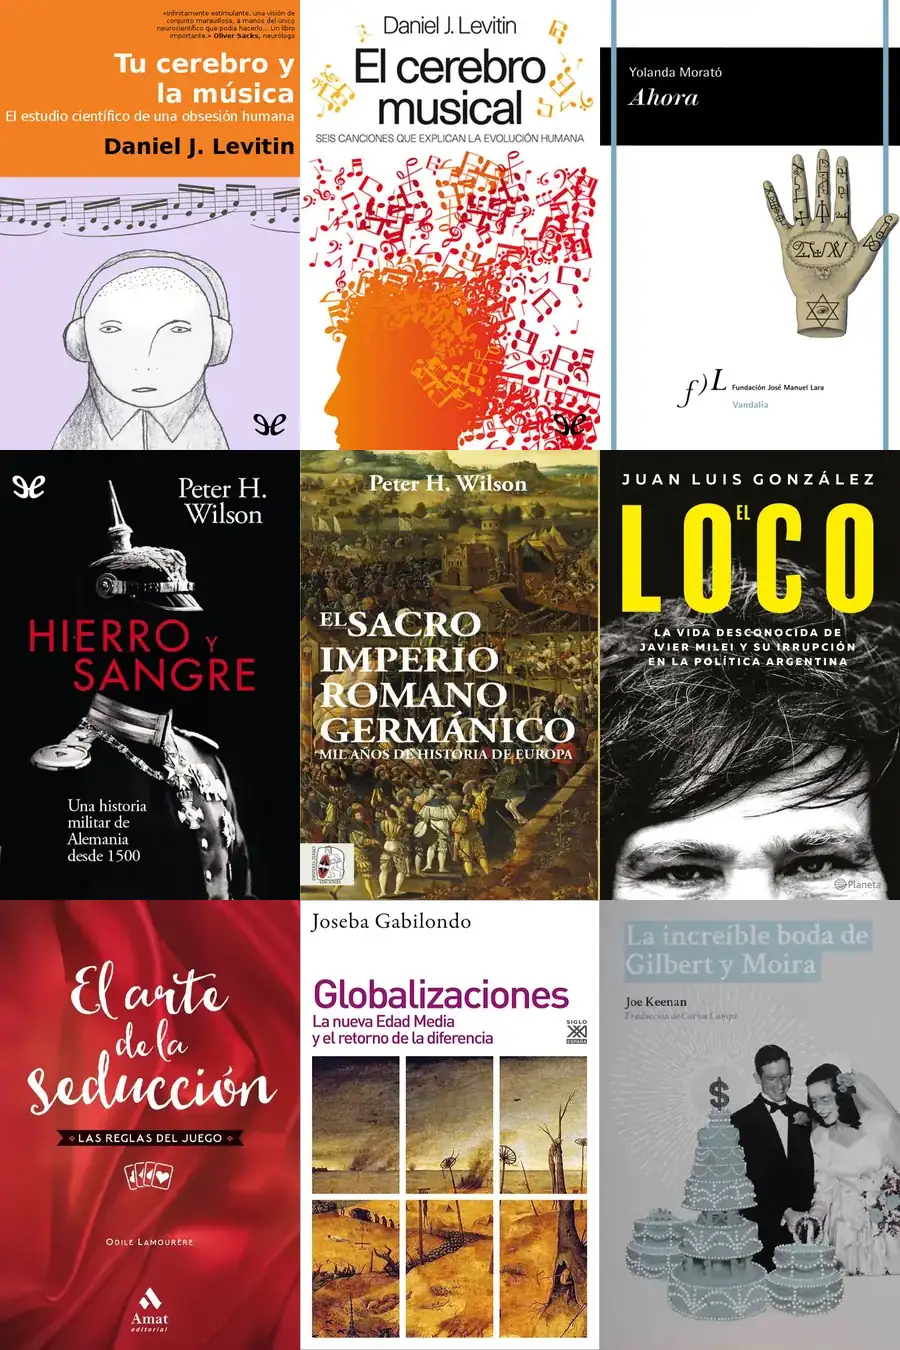 «Infinitamente estimulante, una visión de
conjunto maravillosa, a manos del único
neurocientífico que podía hacerlo... Un libro
importante.» Oliver Sacks, neurólogo
Tu cerebro y
la música
El estudio científico de una obsesión humana
Daniel J. Levitin
Daniel J. Levitin
El cerebro
musical
SEIS CANCIONES QUE EXPLICAN LA EVOLUCIÓN HUMANA
Yolanda Morató
Ahora
f)L Fundación José Manuel Lara
Vandalia
Peter H.
Wilson
HIERRO Y
SANGRE
Una historia
militar de
Alemania
desde 1500
Peter H. Wilson
EL SACRO
IMPERIO
ROMANO
GERMÁNICO
MIL AÑOS DE HISTORIA DE EUROPA
JUAN LUIS GONZÁLEZ
EL
LOCO
LA VIDA DESCONOCIDA DE
JAVIER MILEI Y SU IRRUPCIÓN
EN LA POLÍTICA ARGENTINA
Planeta
El arte
de la
seducción
LAS REGLAS DEL JUEGO
ODILE LAMOURÈRE
Amat
editorial
Joseba Gabilondo
Globalizaciones
La nueva Edad Media
y el retorno de la diferencia
SIGLO
XXI
ESPAÑA
La increíble boda de
Gilbert y Moira
Joe Keenan
Traducción de Carme Camps
$